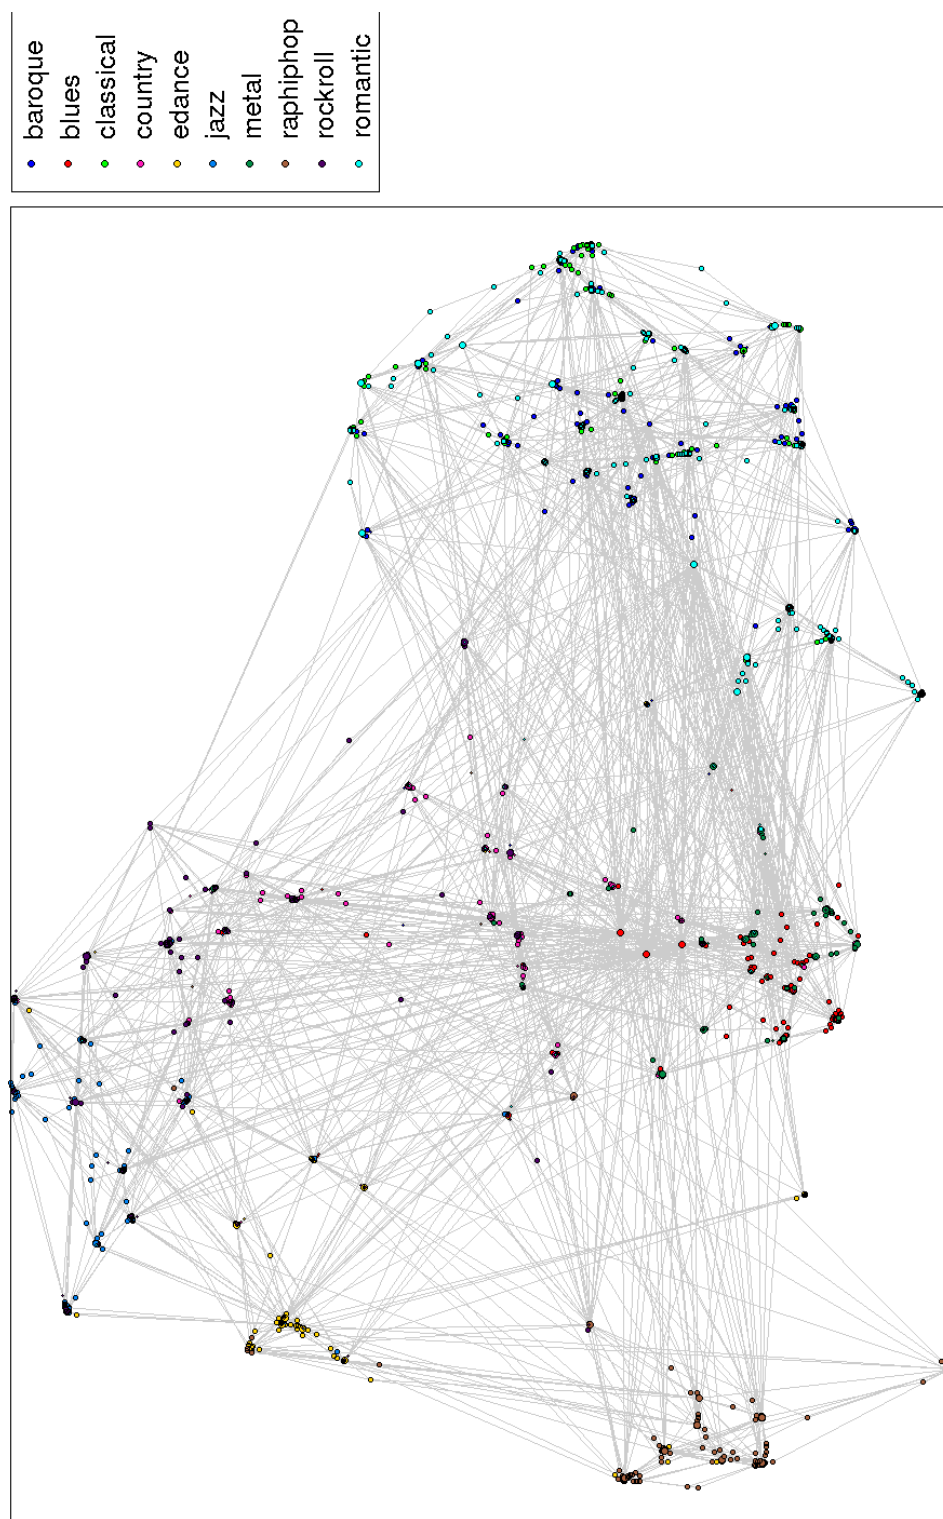 baroque
blues
classical
country
edance
jazz
metal
raphiphop
rockroll
romantic